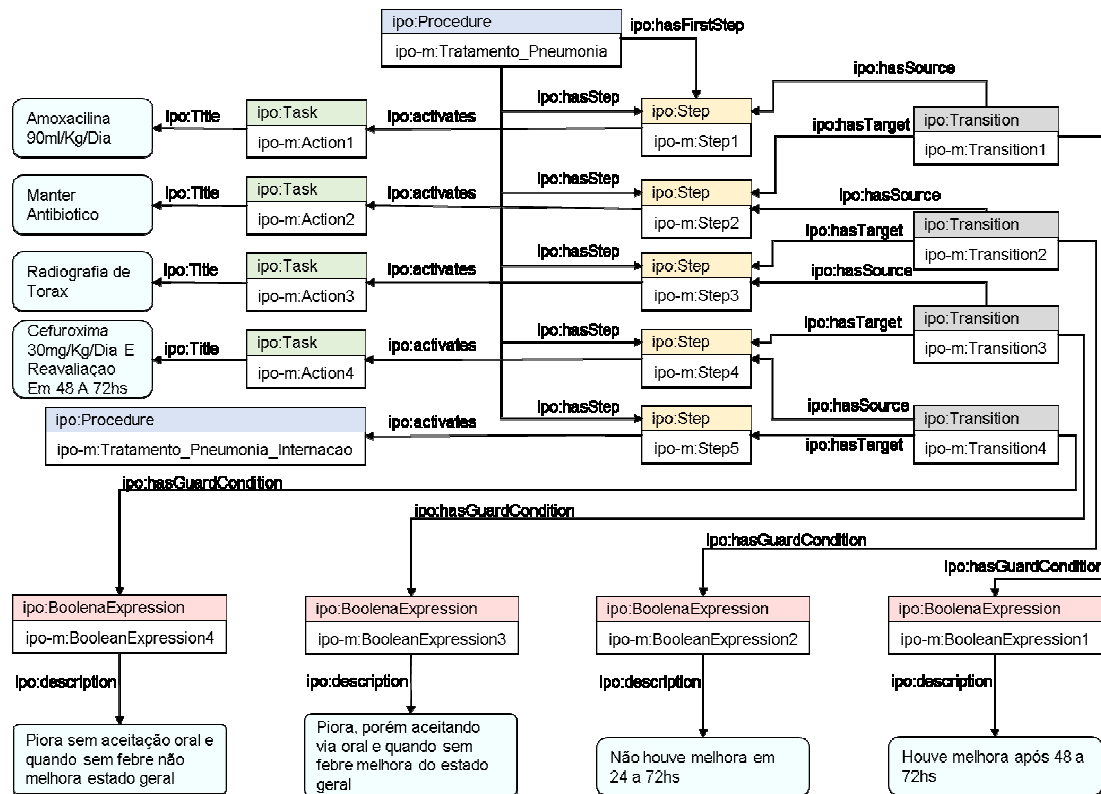 ipo:Procedure
ipo-m:Tratamento_Pneumonia
ipo:hasFirstStep
ipo:hasSource
Amoxacilina
90ml/Kg/Dia
ipo:Title
ipo:Task
ipo-m:Action1
ipo:activates
ipo:hasStep
ipo:Step
ipo-m:Step1
ipo:hasTarget
ipo:Transition
ipo-m:Transition1
Manter
Antibiotico
ipo:Title
ipo:Task
ipo-m:Action2
ipo:activates
ipo:hasStep
ipo:Step
ipo-m:Step2
ipo:hasSource
ipo:hasTarget
ipo:Transition
ipo-m:Transition2
Radiografia de
Torax
ipo:Title
ipo:Task
ipo-m:Action3
ipo:activates
ipo:hasStep
ipo:Step
ipo-m:Step3
ipo:hasSource
ipo:hasTarget
ipo:Transition
ipo-m:Transition3
Cefuroxima
30mg/Kg/Dia E
Reavaliaçao
Em 48 A 72hs
ipo:Title
ipo:Task
ipo-m:Action4
ipo:activates
ipo:hasStep
ipo:Step
ipo-m:Step4
ipo:hasSource
ipo:hasTarget
ipo:Transition
ipo-m:Transition4
ipo:Procedure
ipo-m:Tratamento_Pneumonia_Internacao
ipo:activates
ipo:hasStep
ipo:Step
ipo-m:Step5
ipo:hasGuardCondition
ipo:hasGuardCondition
ipo:hasGuardCondition
ipo:hasGuardCondition
ipo:BoolenaExpression
ipo-m:BooleanExpression4
ipo:description
Piora sem aceitação oral e
quando sem febre não
melhora estado geral
ipo:BoolenaExpression
ipo-m:BooleanExpression3
ipo:description
Piora, porém aceitando
via oral e quando sem
febre melhora do estado
geral
ipo:BoolenaExpression
ipo-m:BooleanExpression2
ipo:description
Não houve melhora em
24 a 72hs
ipo:BoolenaExpression
ipo-m:BooleanExpression1
ipo:description
Houve melhora após 48 a
72hs